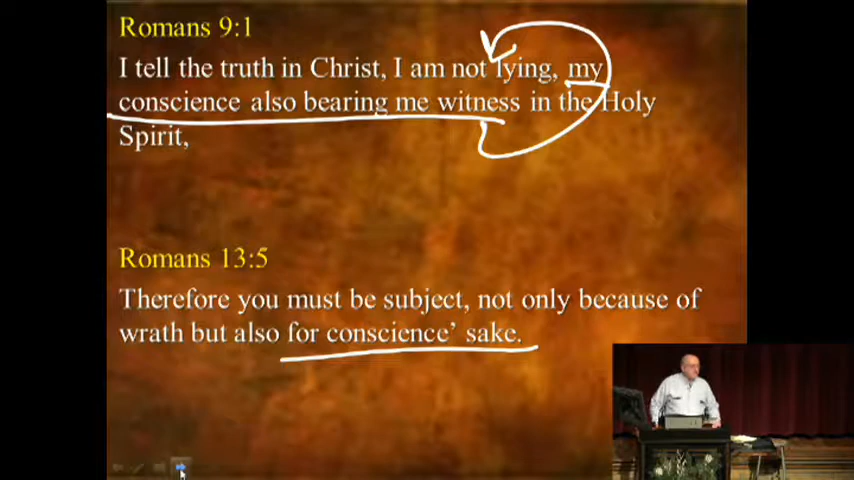 Romans 9:1
I tell the truth in Christ, I am not lying, my
conscience also bearing me witness in the Holy
Spirit,
Romans 13:5
Therefore you must be subject, not only because of
wrath but also for conscience’ sake.